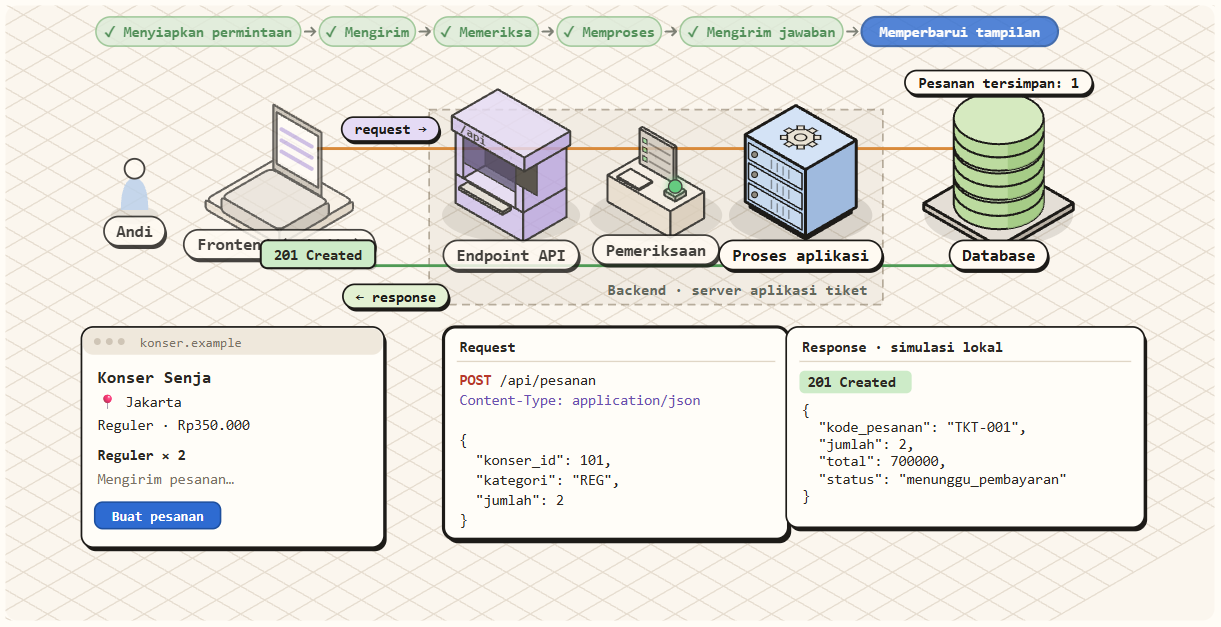 ✓ Menyiapkan permintaan → ✓ Mengirim → ✓ Memeriksa → ✓ Memproses → ✓ Mengirim jawaban → Memperbarui tampilan
Pesanan tersimpan: 1
request →
/api
Andi
Fronten
201 Created
Endpoint API
Pemeriksaan
Proses aplikasi
Database
Backend · server aplikasi tiket
← response
konser.example
Konser Senja
📍 Jakarta
Reguler · Rp350.000
Reguler × 2
Mengirim pesanan…
Buat pesanan
Request
POST /api/pesanan
Content-Type: application/json
{
"konser_id": 101,
"kategori": "REG",
"jumlah": 2
}
Response · simulasi lokal
201 Created
{
"kode_pesanan": "TKT-001",
"jumlah": 2,
"total": 700000,
"status": "menunggu_pembayaran"
}